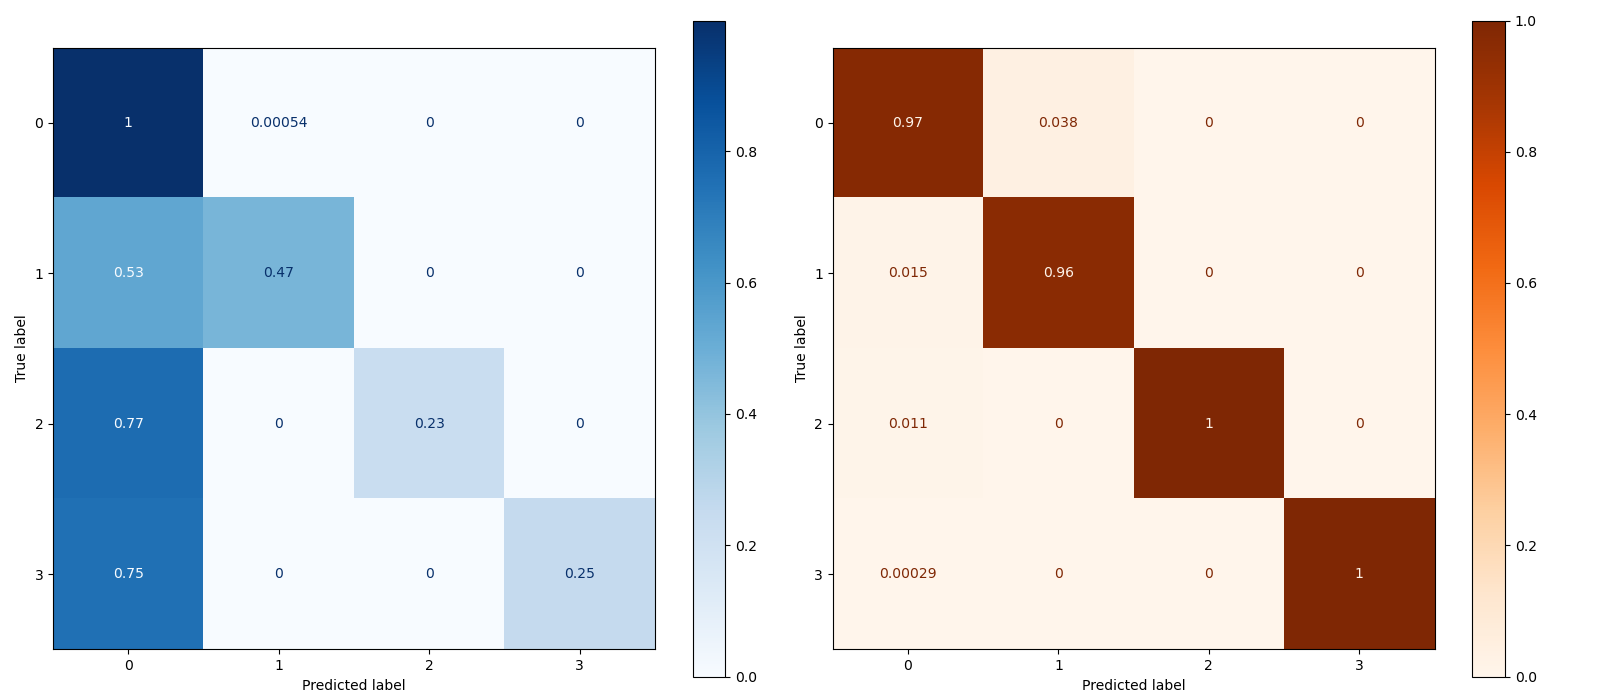 0 1 0.00054 0 0
1 0.53 0.47 0 0
2 0.77 0 0.23 0
3 0.75 0 0 0.25
0 1 2 3
True label
Predicted label
0.8
0.6
0.4
0.2
0.0
0 0.97 0.038 0 0
1 0.015 0.96 0 0
2 0.011 0 1 0
3 0.00029 0 0 1
0 1 2 3
True label
Predicted label
1.0
0.8
0.6
0.4
0.2
0.0